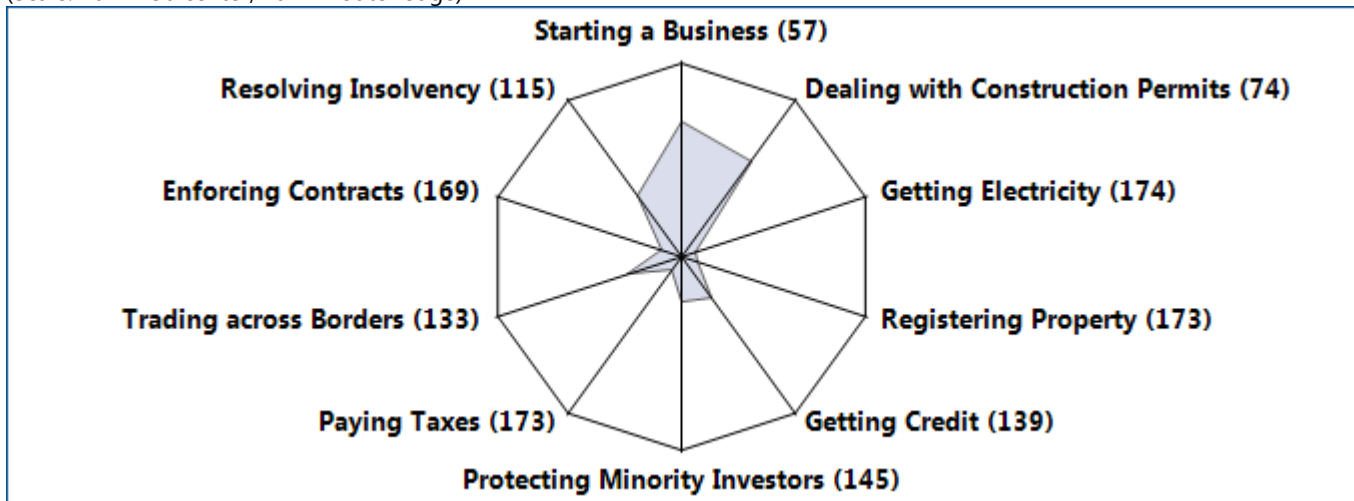 Starting a Business (57)
Resolving Insolvency (115)
Dealing with Construction Permits (74)
Enforcing Contracts (169)
Getting Electricity (174)
Trading across Borders (133)
Registering Property (173)
Paying Taxes (173)
Getting Credit (139)
Protecting Minority Investors (145)